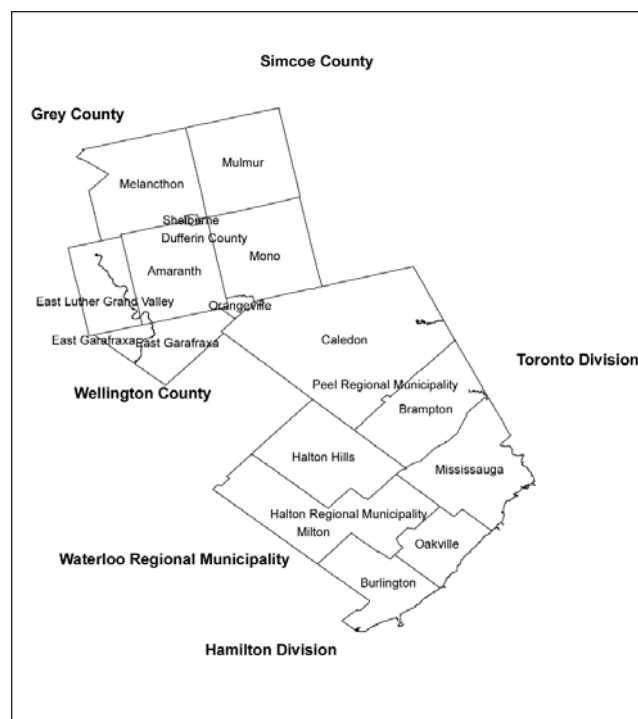 Simcoe County
Grey County
Mulmur
Melancthon
Shelburne
Dufferin County
Mono
Amaranth
East Luther Grand Valley
Orangeville
East Garafraxa
East Garafraxa
Caledon
Toronto Division
Peel Regional Municipality
Wellington County
Brampton
Halton Hills
Mississauga
Halton Regional Municipality
Milton
Oakville
Waterloo Regional Municipality
Burlington
Hamilton Division